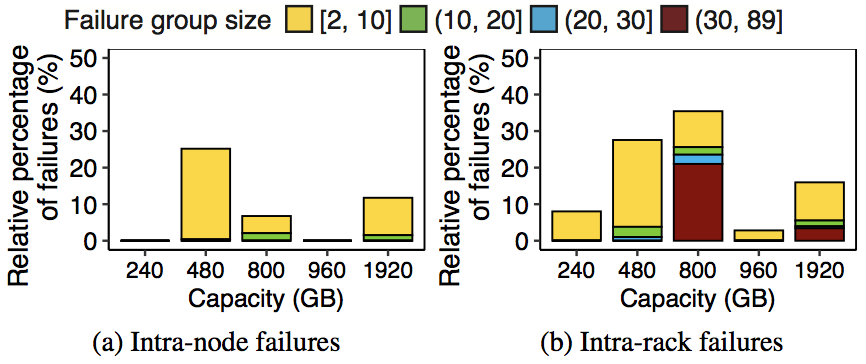 Failure group size [2, 10] (10, 20] (20, 30] (30, 89]
Relative percentage
of failures (%)
50
40
30
20
10
0
240 480 800 960 1920
Capacity (GB)
(a) Intra-node failures
Relative percentage
of failures (%)
50
40
30
20
10
0
240 480 800 960 1920
Capacity (GB)
(b) Intra-rack failures